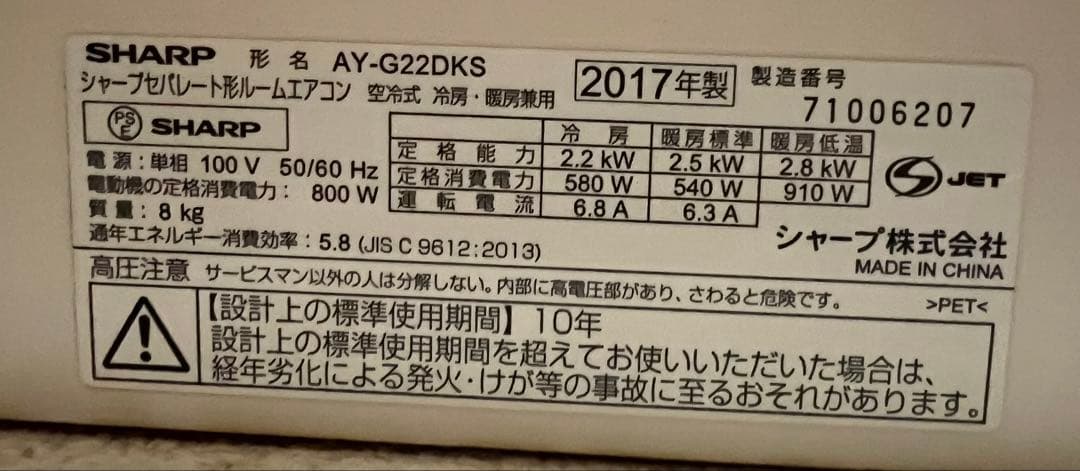 SHARP 形 名 AY-G22DKS 2017年製 製造番号
シャープセパレート形ルームエアコン 空冷式 冷房・暖房兼用 71006207
PSE SHARP
電源:単相 100 V 50/60 Hz
電動機の定格消費電力: 800 W
質量:8 kg
通年エネルギー消費効率:5.8 (JIS C 9612:2013)
冷 房 暖房標準 暖房低温
定格能力 2.2 kW 2.5 kW 2.8 kW
定格消費電力 580 W 540 W 910 W
運転電流 6.8 A 6.3 A
JET
シャープ株式会社
MADE IN CHINA
高圧注意 サービスマン以外の人は分解しない。内部に高電圧部があり、さわると危険です。 >PET<
【設計上の標準使用期間】10年
設計上の標準使用期間を超えてお使いいただいた場合は、
経年劣化による発火・けが等の事故に至るおそれがあります。